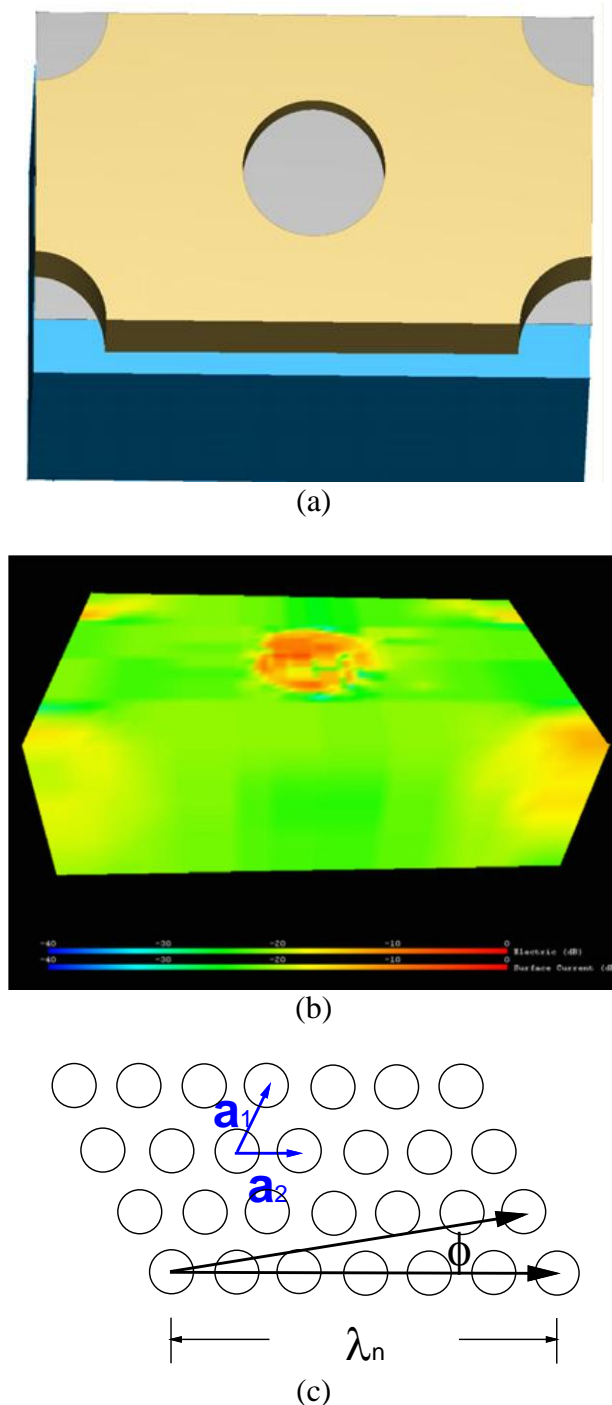 (a)
-40 -30 -20 -10 0 Electric (dB)
-40 -30 -20 -10 0 Surface Current (d
(b)
a1
a2
ϕ
λn
(c)